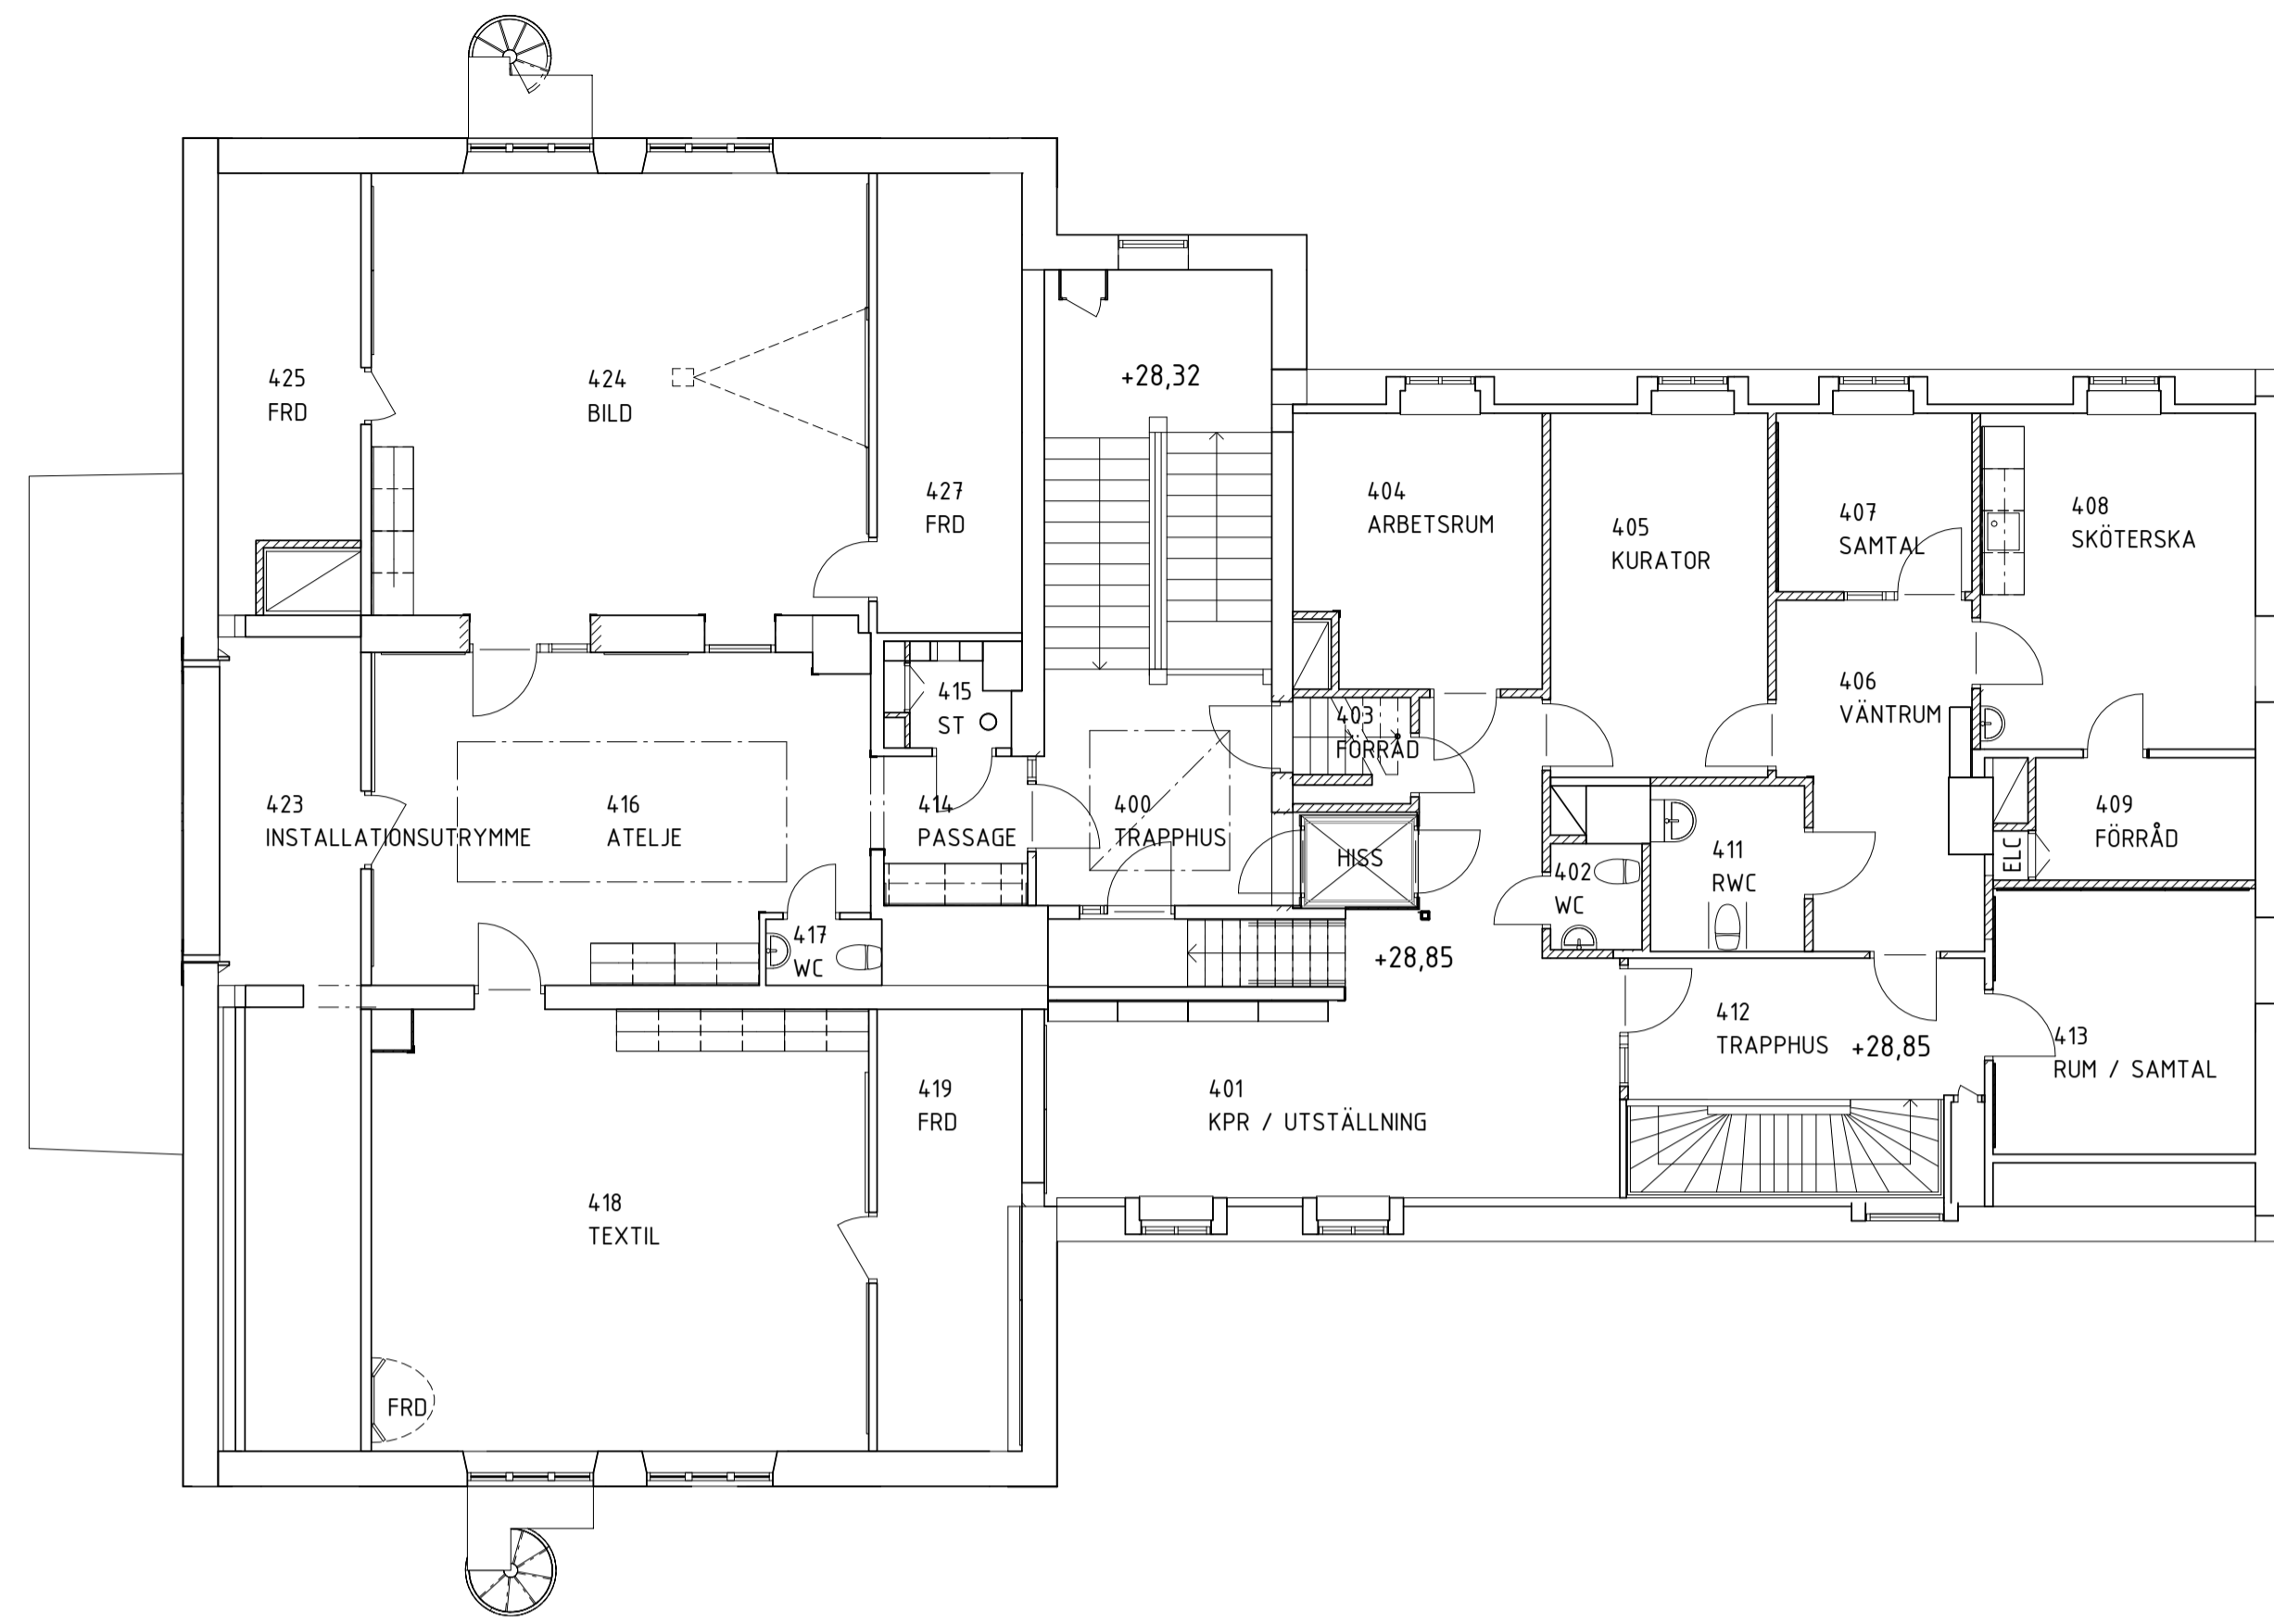 425
FRD
424
BILD
427
FRD
+28,32
404
ARBETSRUM
405
KURATOR
407
SAMTAL
408
SKÖTERSKA
415
ST
403
FÖRRÅD
406
VÄNTRUM
423
INSTALLATIONSUTRYMME
416
ATELJE
414
PASSAGE
400
TRAPPHUS
HISS
402
WC
411
RWC
ELC
409
FÖRRÅD
417
WC
+28,85
412
TRAPPHUS
+28,85
413
RUM / SAMTAL
418
TEXTIL
419
FRD
401
KPR / UTSTÄLLNING
FRD